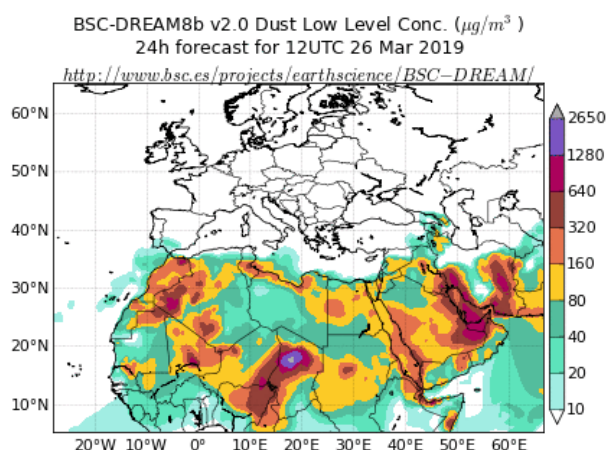 BSC-DREAM8b v2.0 Dust Low Level Conc. (μg/m³ )
24h forecast for 12UTC 26 Mar 2019
http://www.bsc.es/projects/earthscience/BSC−DREAM/
60°N
50°N
40°N
30°N
20°N
10°N
20°W 10°W 0° 10°E 20°E 30°E 40°E 50°E 60°E
2650
1280
640
320
160
80
40
20
10